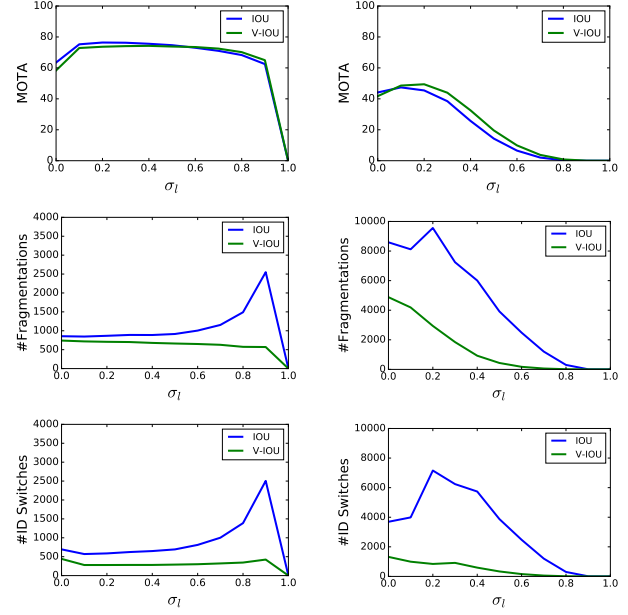 100
80
60
40
20
0
0.0 0.2 0.4 0.6 0.8 1.0
MOTA
σl
IOU
V-IOU
100
80
60
40
20
0
0.0 0.2 0.4 0.6 0.8 1.0
MOTA
σl
IOU
V-IOU
4000
3500
3000
2500
2000
1500
1000
500
0
0.0 0.2 0.4 0.6 0.8 1.0
#Fragmentations
σl
IOU
V-IOU
10000
8000
6000
4000
2000
0
0.0 0.2 0.4 0.6 0.8 1.0
#Fragmentations
σl
IOU
V-IOU
4000
3500
3000
2500
2000
1500
1000
500
0
0.0 0.2 0.4 0.6 0.8 1.0
#ID Switches
σl
IOU
V-IOU
10000
8000
6000
4000
2000
0
0.0 0.2 0.4 0.6 0.8 1.0
#ID Switches
σl
IOU
V-IOU